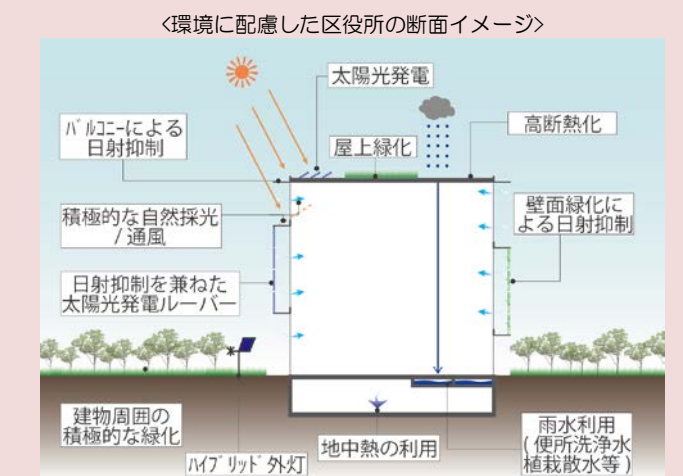 <環境に配慮した区役所の断面イメージ>
太陽光発電
バルコニーによる
日射抑制
高断熱化
屋上緑化
積極的な自然採光
/ 通風
壁面緑化に
よる日射抑制
日射抑制を兼ねた
太陽光発電ルーバー
建物周囲の
積極的な緑化
ハイブリッド外灯
地中熱の利用
雨水利用
(便所洗浄水
植栽散水等)